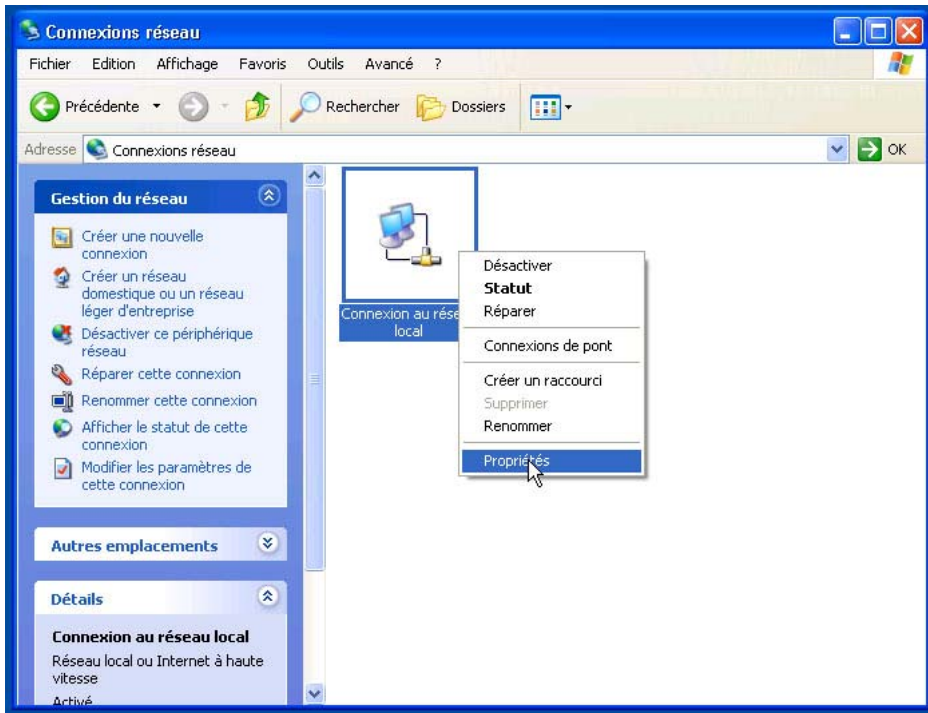 Connexions réseau
Fichier Edition Affichage Favoris Outils Avancé ?
Précédente Rechercher Dossiers
Adresse Connexions réseau OK
Gestion du réseau
Créer une nouvelle
connexion
Créer un réseau
domestique ou un réseau
léger d'entreprise
Désactiver ce périphérique
réseau
Réparer cette connexion
Renommer cette connexion
Afficher le statut de cette
connexion
Modifier les paramètres de
cette connexion
Autres emplacements
Détails
Connexion au réseau local
Réseau local ou Internet à haute
vitesse
Activé
Connexion au rése
local
Désactiver
Statut
Réparer
Connexions de pont
Créer un raccourci
Supprimer
Renommer
Propriétés